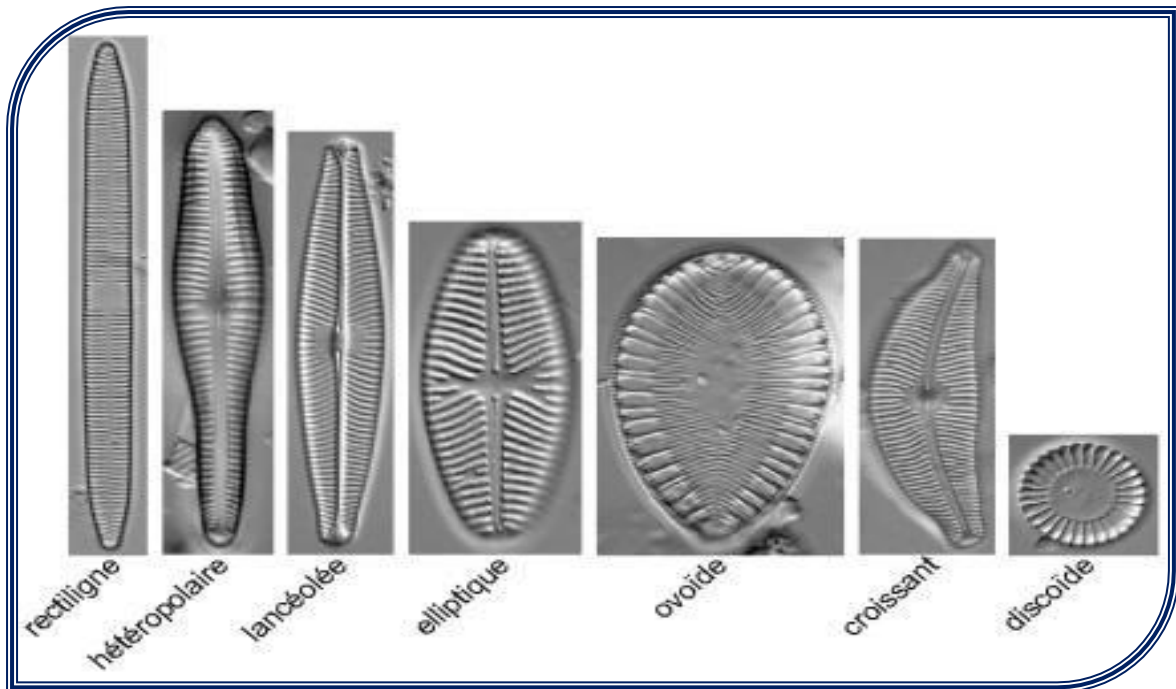 rectiligne
hétéropolaire
lancéolée
elliptique
ovoïde
croissant
discoïde